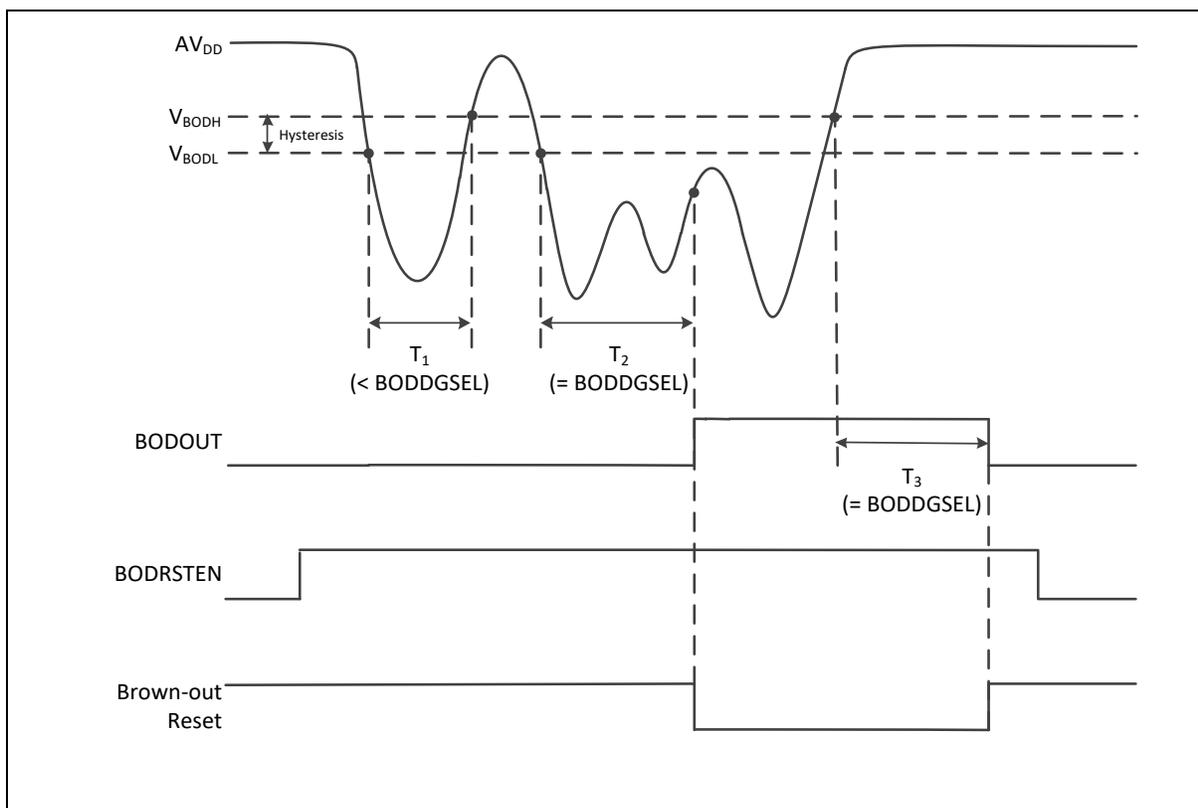 AVDD
VBODH
Hysteresis
VBODL
T1
(< BODDGSEL)
T2
(= BODDGSEL)
BODOUT
T3
(= BODDGSEL)
BODRSTEN
Brown-out
Reset